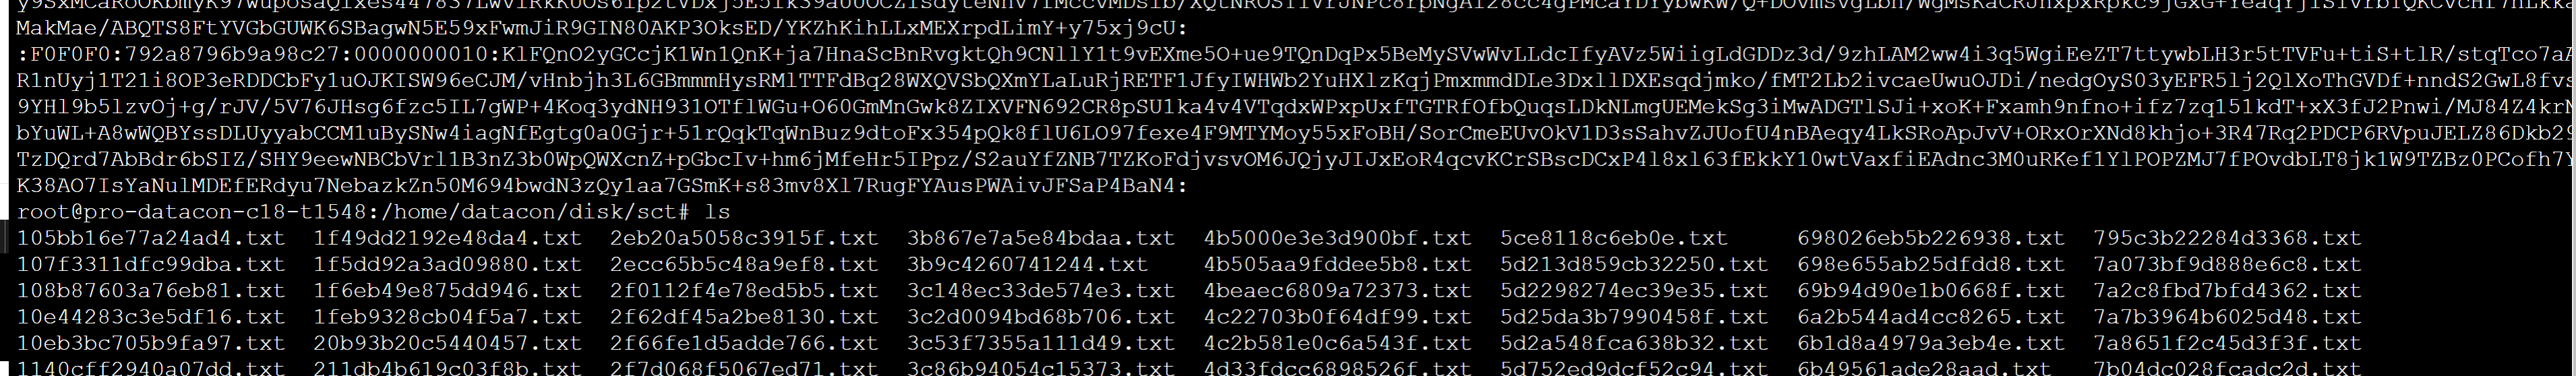 MakMae/ABQTS8FtYVGbGUWK6SBagwN5E59xFwmJiR9GIN80AKP3OksED/YKZhKihLLxMEXrpdLimY+y75xj9cU:
:F0F0F0:792a8796b9a98c27:0000000010:KlFQnO2yGCcjK1Wn1QnK+ja7HnaScBnRvgktQh9CNllY1t9vEXme5O+ue9TQnDqPx5BeMySVwWvLLdcIfyAVz5WiigLdGDDz3d/9zhLAM2ww4i3q5WgiEeZT7ttywbLH3r5tTVFu+tiS+tlR/stqTco7aA
R1nUyj1T21i8OP3eRDDCbFy1uOJKISW96eCJM/vHnbjh3L6GBmmmHysRMlTTFdBq28WXQVSbQXmYLaLuRjRETF1JfyIWHWb2YuHXlzKqjPmxmmdDLe3DxllDXEsqdjmko/fMT2Lb2ivcaeUwuOJDi/nedgOyS03yEFR5lj2QlXoThGVDf+nndS2GwL8fvs
9YHl9b5lzvOj+g/rJV/5V76JHsg6fzc5IL7gWP+4Koq3ydNH931OTflWGu+O60GmMnGwk8ZIXVFN692CR8pSU1ka4v4VTqdxWPxpUxfTGTRfOfbQuqsLDkNLmgUEMekSg3iMwADGTlSJi+xoK+Fxamh9nfno+ifz7zq151kdT+xX3fJ2Pnwi/MJ84Z4krN
bYuWL+A8wWQBYssDLUyyabCCM1uBySNw4iagNfEgtg0a0Gjr+51rQqkTqWnBuz9dtoFx354pQk8flU6LO97fexe4F9MTYMoy55xFoBH/SorCmeEUvOkV1D3sSahvZJUofU4nBAeqy4LkSRoApJvV+ORxOrXNd8khjo+3R47Rq2PDCP6RVpuJELZ86Dkb21
TzDQrd7AbBdr6bSIZ/SHY9eewNBCbVrl1B3nZ3b0WpQWXcnZ+pGbcIv+hm6jMfeHr5IPpz/S2auYfZNB7TZKoFdjvsvOM6JQjyJIJxEoR4qcvKCrSBscDCxP4l8xl63fEkkY10wtVaxfiEAdnc3M0uRKef1YlPOPZMJ7fPOvdbLT8jk1W9TZBz0PCofh7Y
K38AO7IsYaNulMDEfERdyu7NebazkZn50M694bwdN3zQy1aa7GSmK+s83mv8Xl7RugFYAusPWAivJFSaP4BaN4:
root@pro-datacon-c18-t1548:/home/datacon/disk/sct# ls
105bb16e77a24ad4.txt 1f49dd2192e48da4.txt 2eb20a5058c3915f.txt 3b867e7a5e84bdaa.txt 4b5000e3e3d900bf.txt 5ce8118c6eb0e.txt 698026eb5b226938.txt 795c3b22284d3368.txt
107f3311dfc99dba.txt 1f5dd92a3ad09880.txt 2ecc65b5c48a9ef8.txt 3b9c4260741244.txt 4b505aa9fddee5b8.txt 5d213d859cb32250.txt 698e655ab25dfdd8.txt 7a073bf9d888e6c8.txt
108b87603a76eb81.txt 1f6eb49e875dd946.txt 2f0112f4e78ed5b5.txt 3c148ec33de574e3.txt 4beaec6809a72373.txt 5d2298274ec39e35.txt 69b94d90e1b0668f.txt 7a2c8fbd7bfd4362.txt
10e44283c3e5df16.txt 1feb9328cb04f5a7.txt 2f62df45a2be8130.txt 3c2d0094bd68b706.txt 4c22703b0f64df99.txt 5d25da3b7990458f.txt 6a2b544ad4cc8265.txt 7a7b3964b6025d48.txt
10eb3bc705b9fa97.txt 20b93b20c5440457.txt 2f66fe1d5adde766.txt 3c53f7355a111d49.txt 4c2b581e0c6a543f.txt 5d2a548fca638b32.txt 6b1d8a4979a3eb4e.txt 7a8651f2c45d3f3f.txt
1140cff2940a07dd.txt 211db4b619c03f8b.txt 2f7d068f5067ed71.txt 3c86b94054c15373.txt 4d33fdcc6898526f.txt 5d752ed9dcf52c94.txt 6b49561ade28aad.txt 7b04dc028fcadc2d.txt